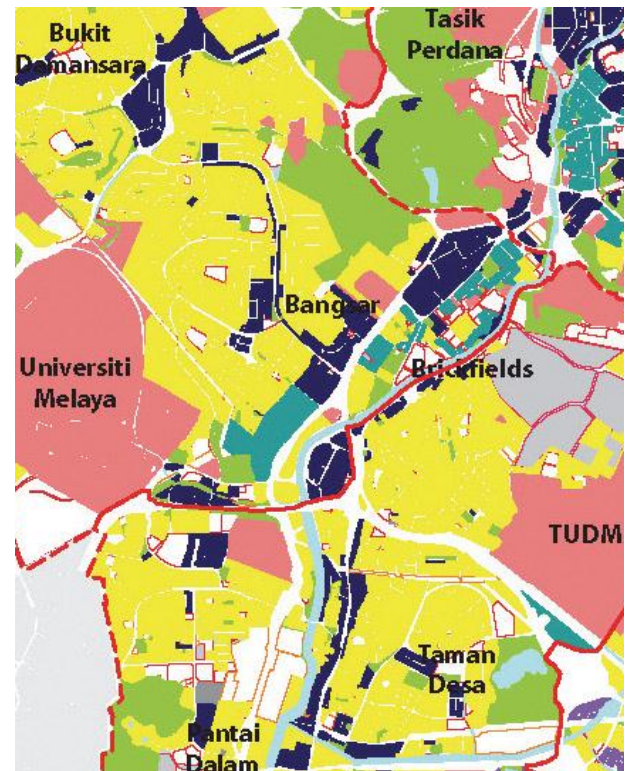 Bukit
Damansara
Tasik
Perdana
Bangsar
Universiti
Melaya
Brickfields
TUDM
Taman
Desa
Pantai
Dalam